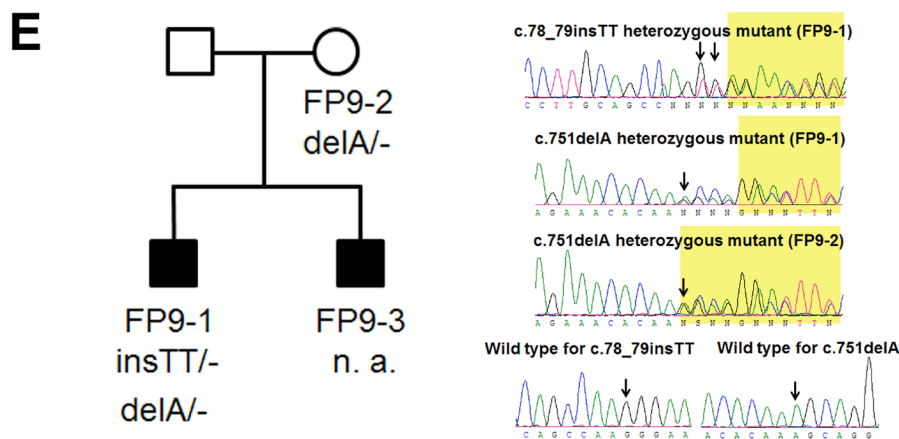 E
FP9-2
delA/-
FP9-1
insTT/-
delA/-
FP9-3
n. a.
c.78_79insTT heterozygous mutant (FP9-1)
C C T T G C A G C C N N N N N A A N N N N
c.751delA heterozygous mutant (FP9-1)
A G A A A C A C A A N N N N G N N N T T N
c.751delA heterozygous mutant (FP9-2)
A G A A A C A C A A N S N N G N N N T T N
Wild type for c.78_79insTT
C A G C C A A G G G A A
Wild type for c.751delA
A C A C A A A G C A G G